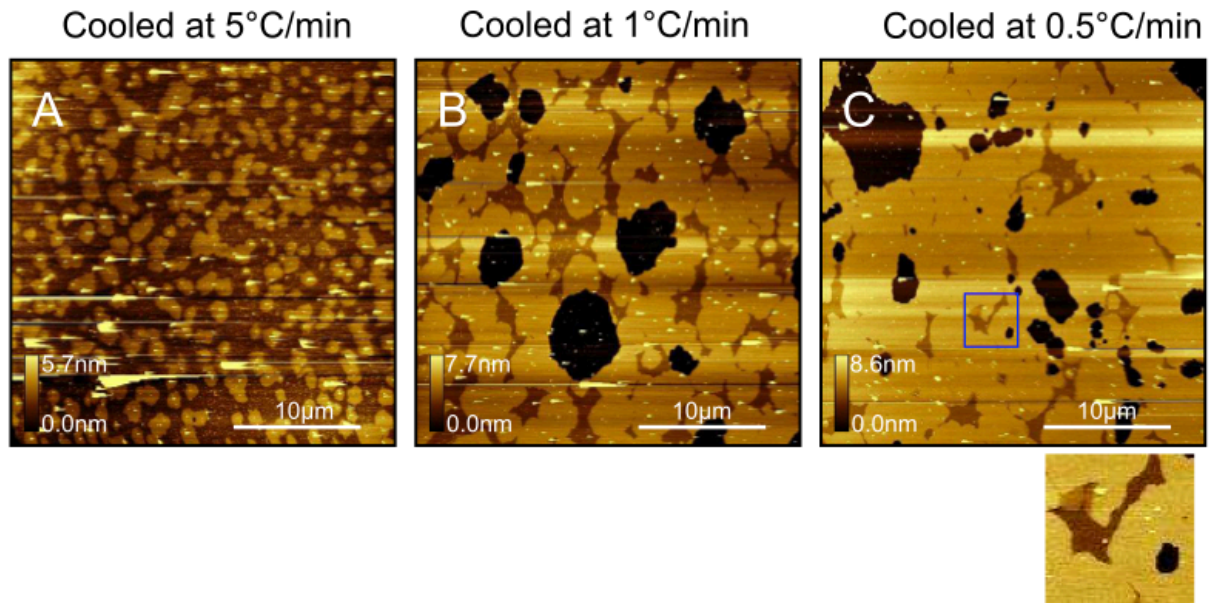 Cooled at 5°C/min
Cooled at 1°C/min
Cooled at 0.5°C/min
A
B
C
5.7nm
0.0nm
10µm
7.7nm
0.0nm
10µm
8.6nm
0.0nm
10µm